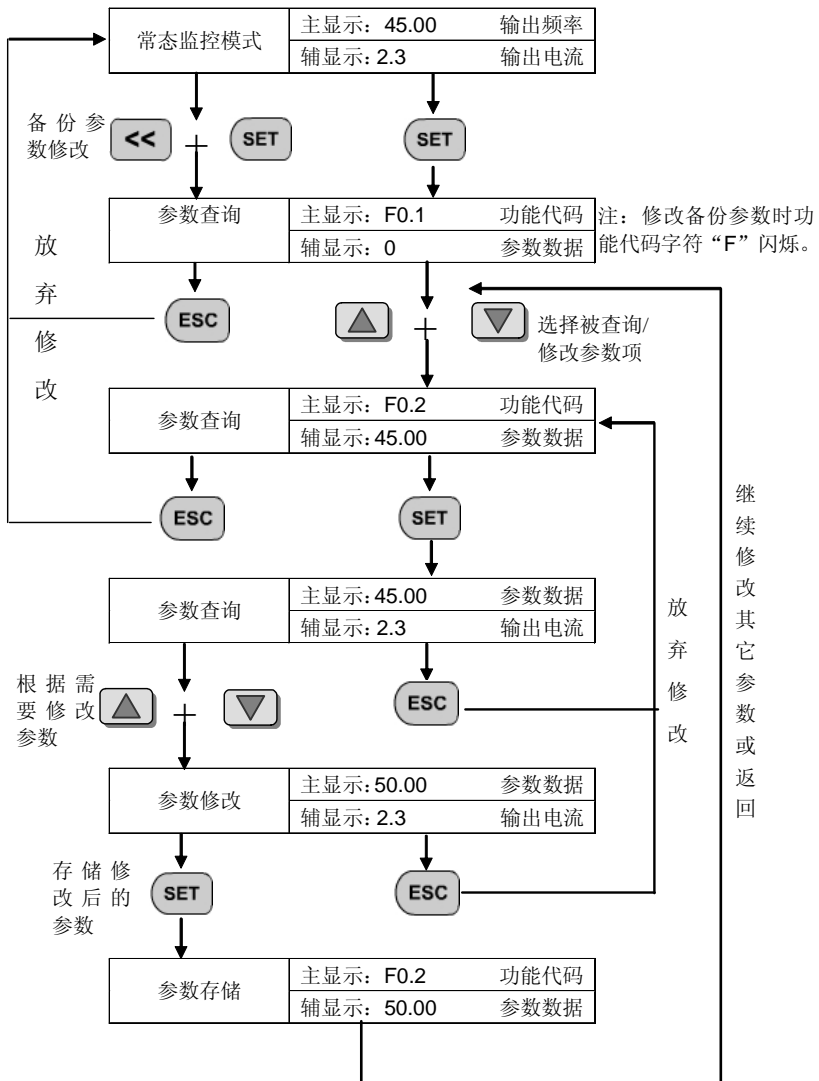 常态监控模式
主显示：45.00 输出频率
辅显示：2.3 输出电流
备份参
数修改
<<
SET
SET
参数查询
主显示：F0.1 功能代码
辅显示：0 参数数据
注：修改备份参数时功
能代码字符“F”闪烁。
放弃修改
ESC
选择被查询/
修改参数项
参数查询
主显示：F0.2 功能代码
辅显示：45.00 参数数据
ESC
SET
继续修改其它参数或返回
参数查询
主显示：45.00 参数数据
辅显示：2.3 输出电流
放弃修改
根据需
要修改
参数
ESC
参数修改
主显示：50.00 参数数据
辅显示：2.3 输出电流
存储修
改后的
参数
SET
ESC
参数存储
主显示：F0.2 功能代码
辅显示：50.00 参数数据